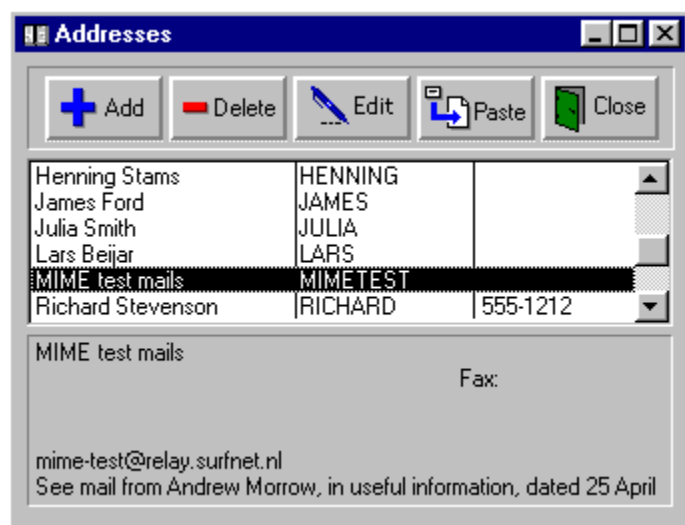 Addresses
Add Delete Edit Paste Close
Henning Stams HENNING
James Ford JAMES
Julia Smith JULIA
Lars Beijar LARS
MIME test mails MIMETEST
Richard Stevenson RICHARD 555-1212
MIME test mails
Fax:
mime-test@relay.surfnet.nl
See mail from Andrew Morrow, in useful information, dated 25 April